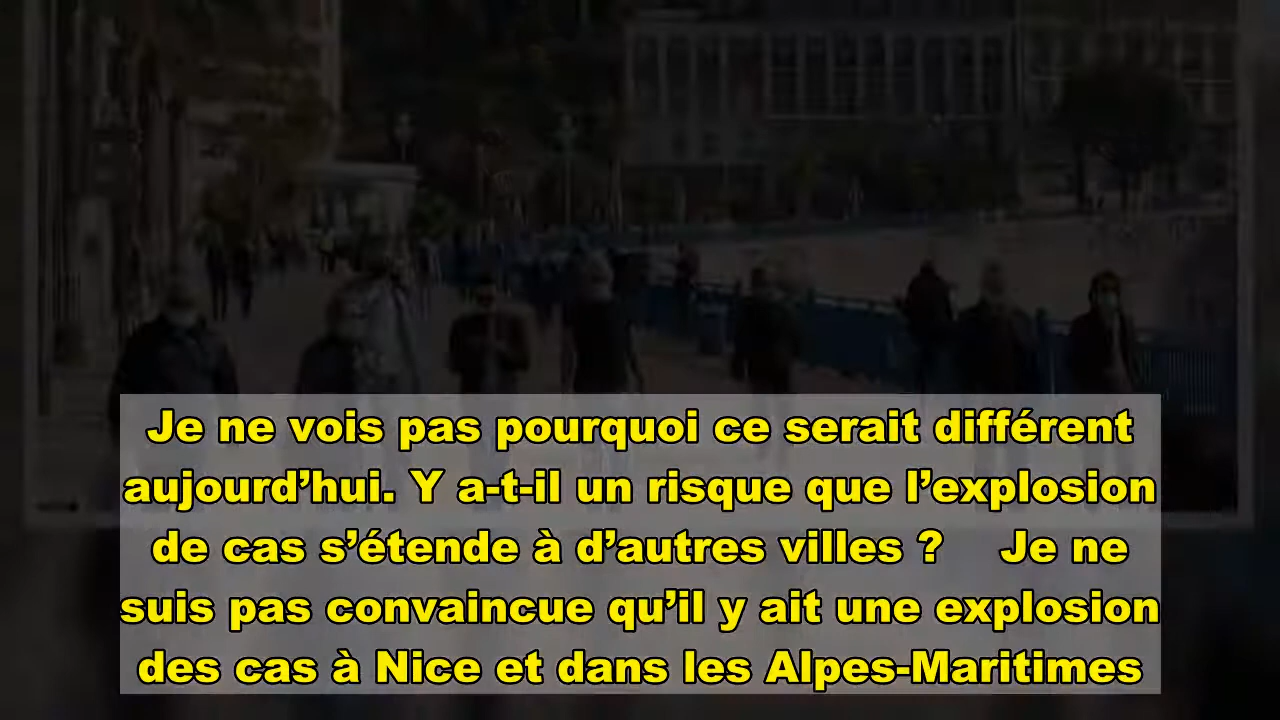 Je ne vois pas pourquoi ce serait différent
aujourd’hui. Y a-t-il un risque que l’explosion
de cas s’étende à d’autres villes ? Je ne
suis pas convaincue qu’il y ait une explosion
des cas à Nice et dans les Alpes-Maritimes